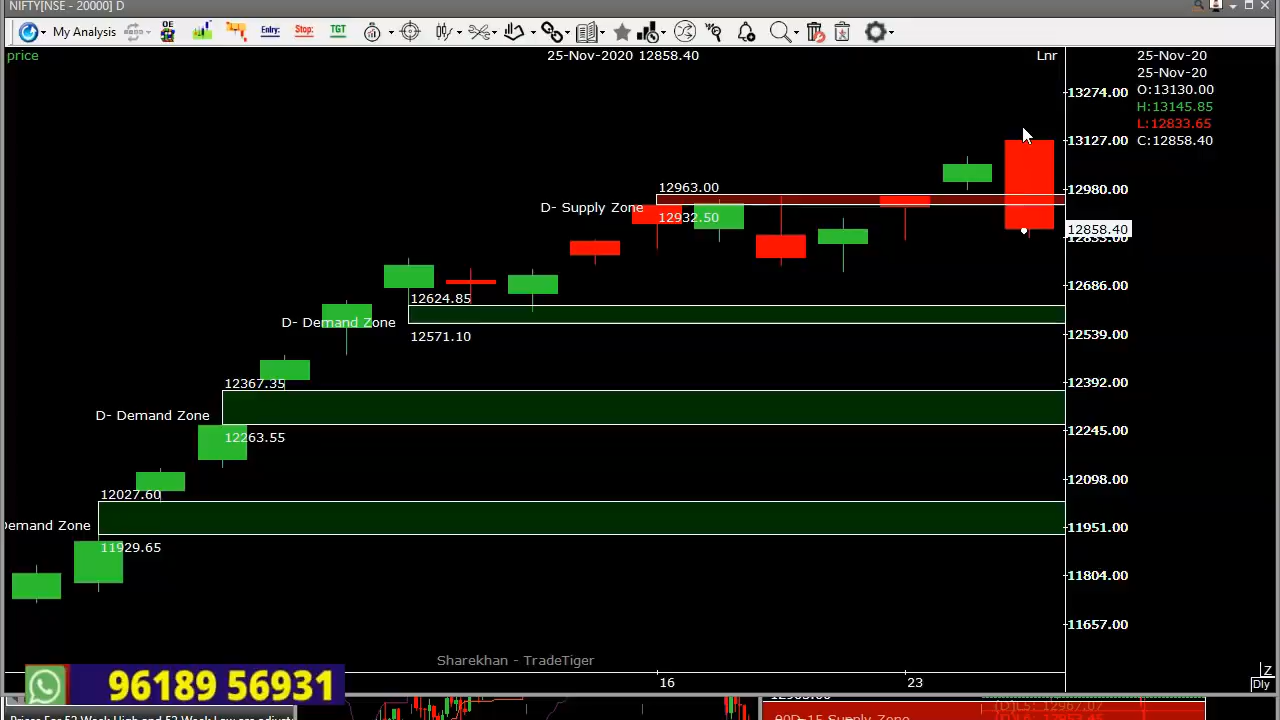 NIFTY[NSE - 20000] D
My Analysis
OE
Entry:
Stop:
TGT
price
25-Nov-2020 12858.40
Lnr
25-Nov-20
25-Nov-20
O:13130.00
H:13145.85
L:12833.65
C:12858.40
13274.00
13127.00
12980.00
12858.40
12833.00
12686.00
12539.00
12392.00
12245.00
12098.00
11951.00
11804.00
11657.00
12963.00
D- Supply Zone
12932.50
12624.85
D- Demand Zone
12571.10
12367.35
D- Demand Zone
12263.55
12027.60
Demand Zone
11929.65
Sharekhan - TradeTiger
16
23
Z
Dly
96189 56931